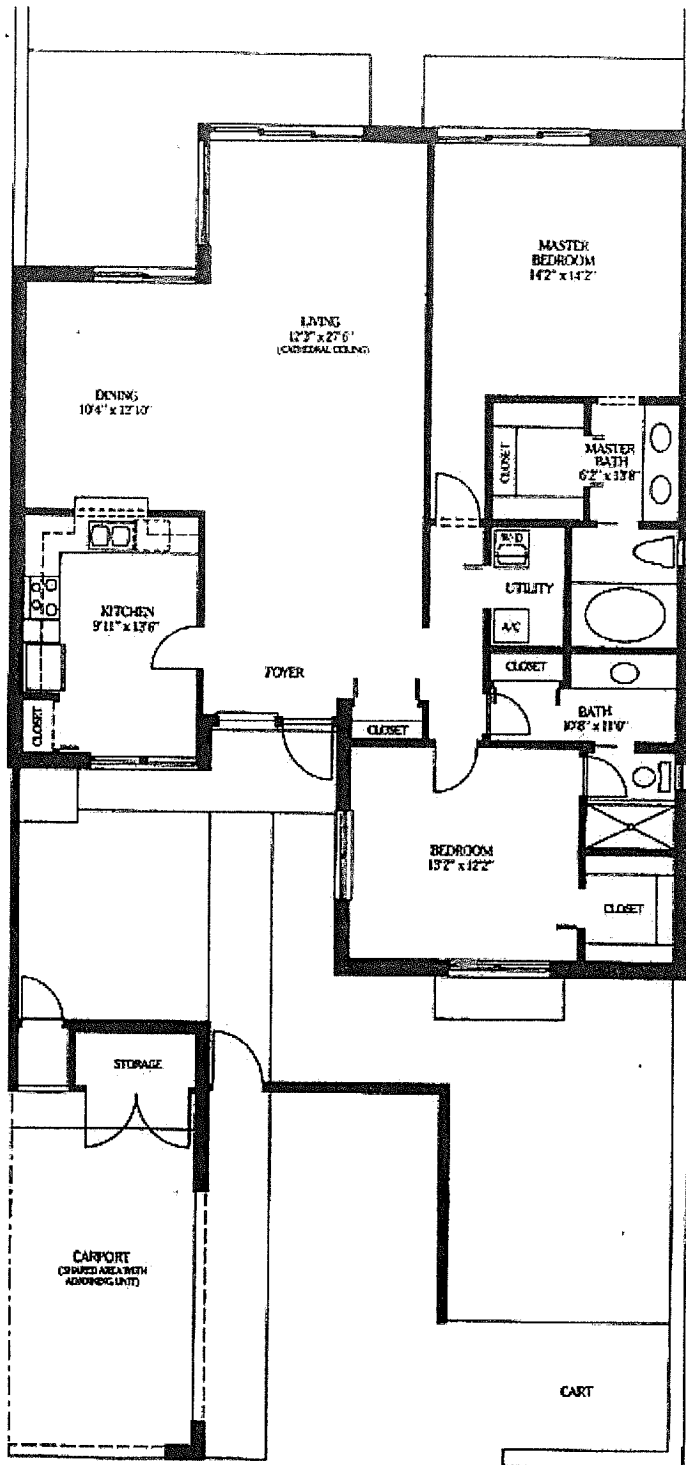 MASTER
BEDROOM
14'2" x 14'2"
LIVING
12'3" x 27'6"
(CATHEDRAL CEILING)
DINING
10'4" x 12'10"
CLOSET
MASTER
BATH
6'2" x 13'8"
W/D
UTILITY
A/C
KITCHEN
9'11" x 13'6"
FOYER
CLOSET
CLOSET
CLOSET
BATH
10'8" x 11'0"
BEDROOM
13'2" x 12'2"
CLOSET
STORAGE
CARPORT
(SHARED AREA WITH
ADJOINING UNIT)
CART